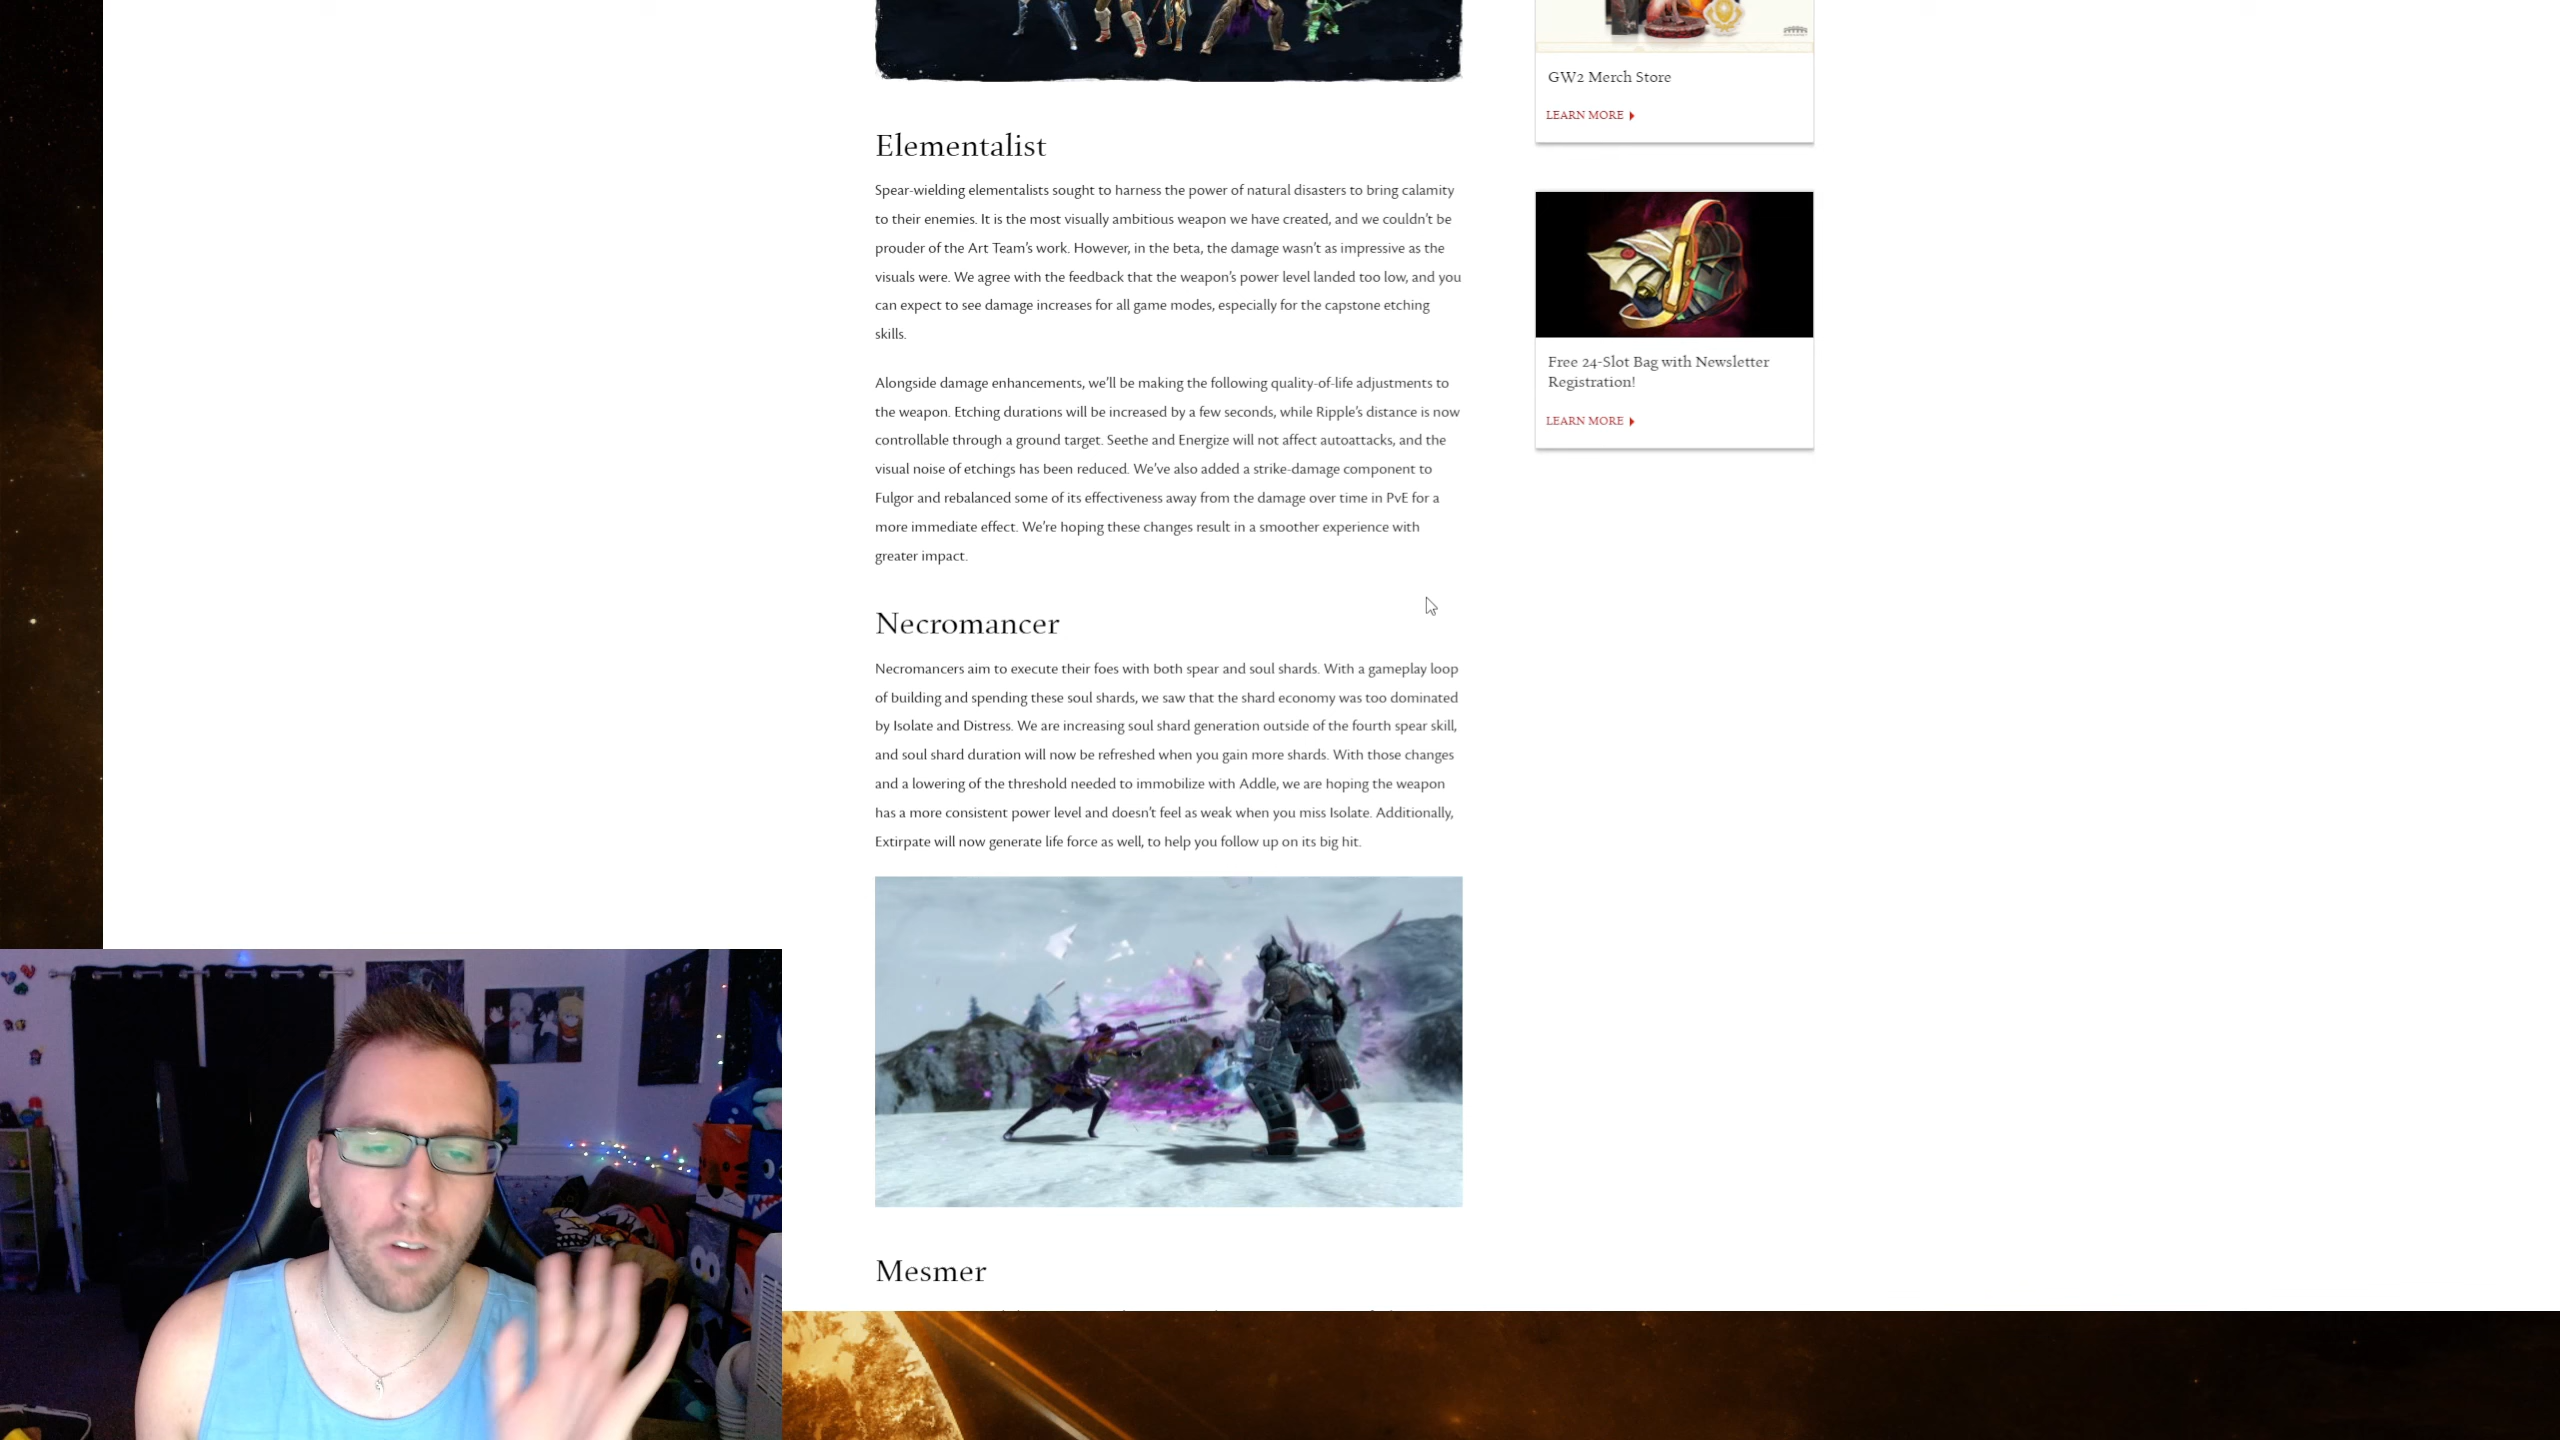 Elementalist
Spear-wielding elementalists sought to harness the power of natural disasters to bring calamity
to their enemies. It is the most visually ambitious weapon we have created, and we couldn't be
prouder of the Art Team's work. However, in the beta, the damage wasn't as impressive as the
visuals were. We agree with the feedback that the weapon's power level landed too low, and you
can expect to see damage increases for all game modes, especially for the capstone etching
skills.
Alongside damage enhancements, we'll be making the following quality-of-life adjustments to
the weapon. Etching durations will be increased by a few seconds, while Ripple's distance is now
controllable through a ground target. Seethe and Energize will not affect autoattacks, and the
visual noise of etchings has been reduced. We've also added a strike-damage component to
Fulgor and rebalanced some of its effectiveness away from the damage over time in PvE for a
more immediate effect. We're hoping these changes result in a smoother experience with
greater impact.
Necromancer
Necromancers aim to execute their foes with both spear and soul shards. With a gameplay loop
of building and spending these soul shards, we saw that the shard economy was too dominated
by Isolate and Distress. We are increasing soul shard generation outside of the fourth spear skill,
and soul shard duration will now be refreshed when you gain more shards. With those changes
and a lowering of the threshold needed to immobilize with Addle, we are hoping the weapon
has a more consistent power level and doesn't feel as weak when you miss Isolate. Additionally,
Extirpate will now generate life force as well, to help you follow up on its big hit.
Mesmer
GW2 Merch Store
LEARN MORE
Free 24-Slot Bag with Newsletter
Registration!
LEARN MORE